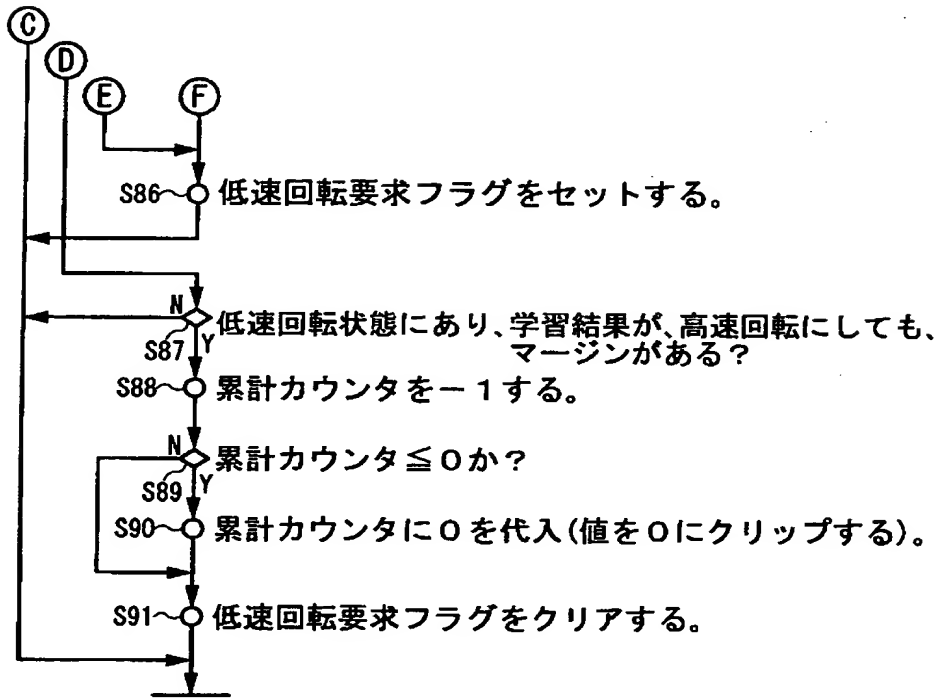 C
D
E F
S86 低速回転要求フラグをセットする。
N
低速回転状態にあり、学習結果が、高速回転にしても、
S87 Y マージンがある?
S88 累計カウンタを－1する。
N
累計カウンタ≦0か?
S89 Y
S90 累計カウンタに0を代入(値を0にクリップする)。
S91 低速回転要求フラグをクリアする。